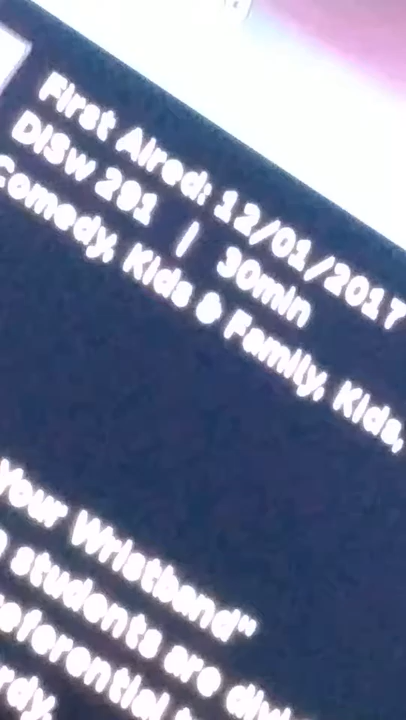 First Aired: 12/01/2017
DISW 291 | 30min
Comedy, Kids & Family, Kids,
Your Wristband"
students are